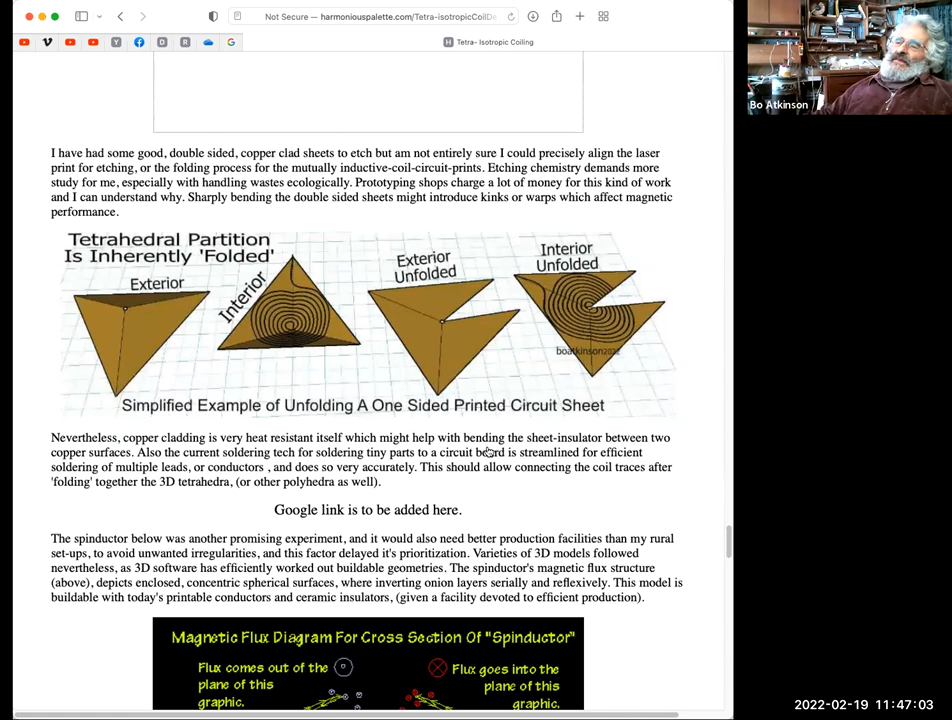 Not Secure — harmoniouspalette.com/Tetra-isotropicCoilDe
Tetra- Isotropic Coiling
Bo Atkinson
I have had some good, double sided, copper clad sheets to etch but am not entirely sure I could precisely align the laser
print for etching, or the folding process for the mutually inductive-coil-circuit-prints. Etching chemistry demands more
study for me, especially with handling wastes ecologically. Prototyping shops charge a lot of money for this kind of work
and I can understand why. Sharply bending the double sided sheets might introduce kinks or warps which affect magnetic
performance.
Tetrahedral Partition
Is Inherently 'Folded'
Exterior
Interior
Exterior
Unfolded
Interior
Unfolded
boatkinson2022
Simplified Example of Unfolding A One Sided Printed Circuit Sheet
Nevertheless, copper cladding is very heat resistant itself which might help with bending the sheet-insulator between two
copper surfaces. Also the current soldering tech for soldering tiny parts to a circuit board is streamlined for efficient
soldering of multiple leads, or conductors , and does so very accurately. This should allow connecting the coil traces after
'folding' together the 3D tetrahedra, (or other polyhedra as well).
Google link is to be added here.
The spinductor below was another promising experiment, and it would also need better production facilities than my rural
set-ups, to avoid unwanted irregularities, and this factor delayed it's prioritization. Varieties of 3D models followed
nevertheless, as 3D software has efficiently worked out buildable geometries. The spinductor's magnetic flux structure
(above), depicts enclosed, concentric spherical surfaces, where inverting onion layers serially and reflexively. This model is
buildable with today's printable conductors and ceramic insulators, (given a facility devoted to efficient production).
Magnetic Flux Diagram For Cross Section Of "Spinductor"
Flux comes out of the
plane of this
graphic.
Flux goes into the
plane of this
graphic.
2022-02-19 11:47:03